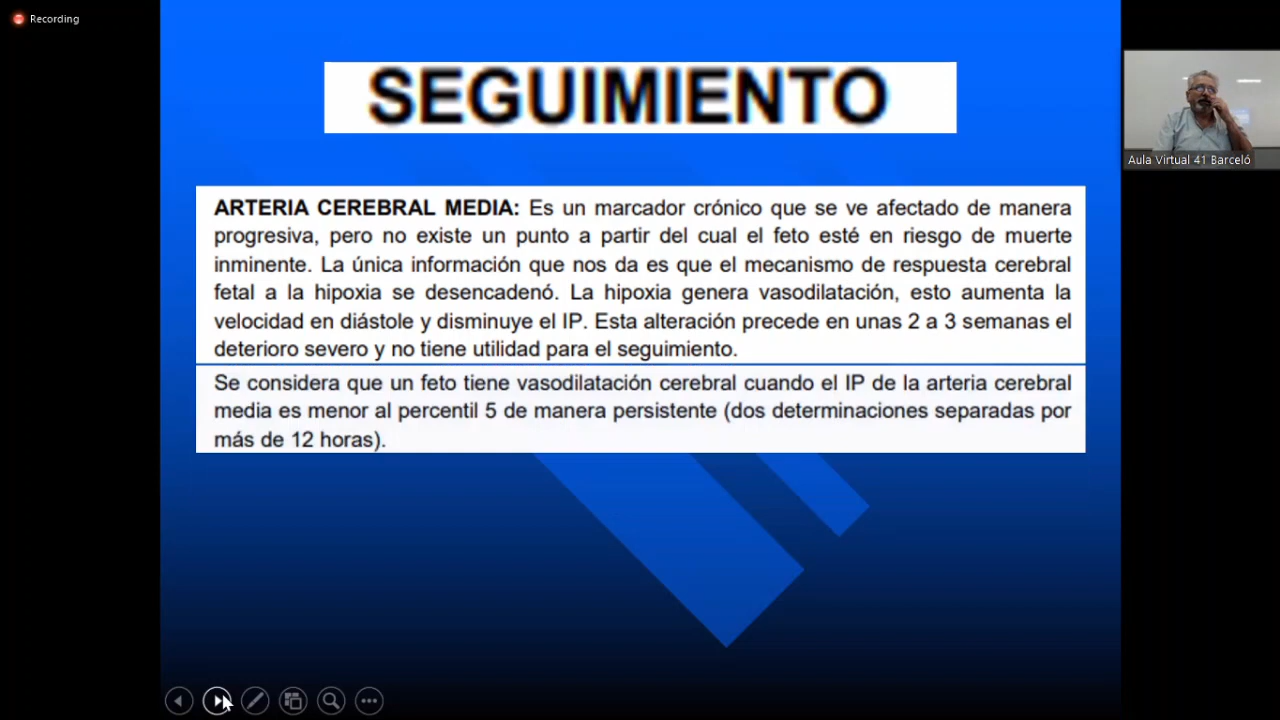 Recording
SEGUIMIENTO
ARTERIA CEREBRAL MEDIA: Es un marcador crónico que se ve afectado de manera
progresiva, pero no existe un punto a partir del cual el feto esté en riesgo de muerte
inminente. La única información que nos da es que el mecanismo de respuesta cerebral
fetal a la hipoxia se desencadenó. La hipoxia genera vasodilatación, esto aumenta la
velocidad en diástole y disminuye el IP. Esta alteración precede en unas 2 a 3 semanas el
deterioro severo y no tiene utilidad para el seguimiento.
Se considera que un feto tiene vasodilatación cerebral cuando el IP de la arteria cerebral
media es menor al percentil 5 de manera persistente (dos determinaciones separadas por
más de 12 horas).
Aula Virtual 41 Barceló